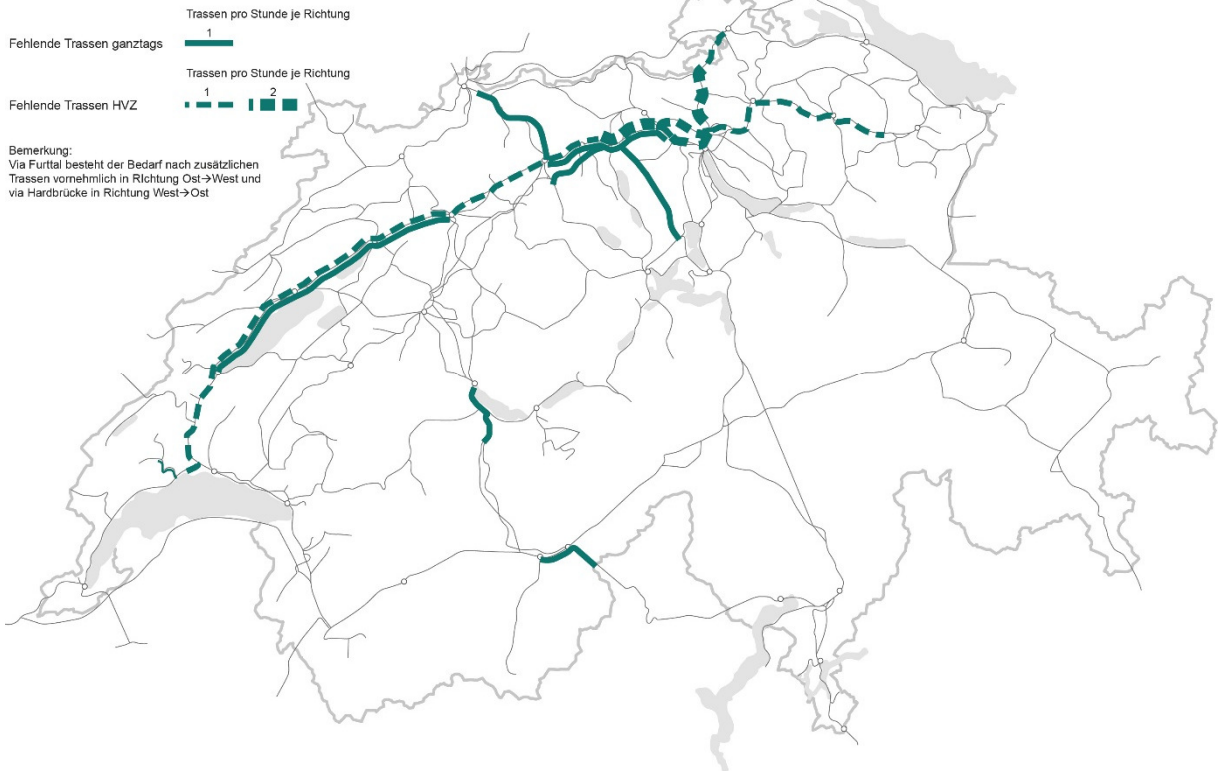 Trassen pro Stunde je Richtung
1
Fehlende Trassen ganztags
Trassen pro Stunde je Richtung
1 2
Fehlende Trassen HVZ
Bemerkung:
Via Furttal besteht der Bedarf nach zusätzlichen
Trassen vornehmlich in RIchtung Ost→West und
via Hardbrücke in Richtung West→Ost